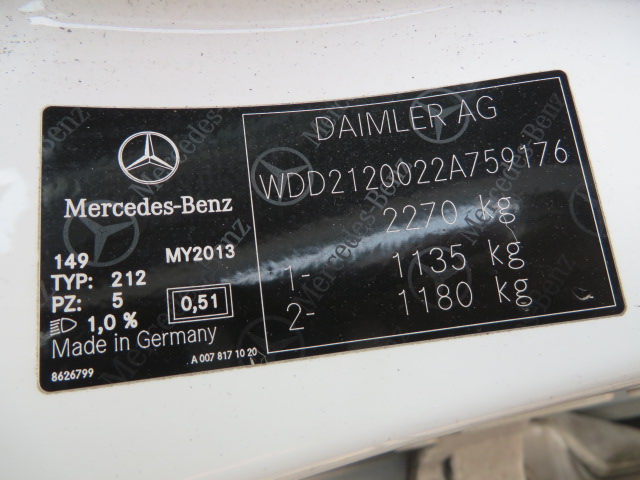 Mercedes-Benz
149 MY2013
TYP: 212
PZ: 5 0,51
1,0 %
Made in Germany
8626799 A 007 817 10 20
DAIMLER AG
WDD2120022A759176
2270 kg
1- 1135 kg
2- 1180 kg